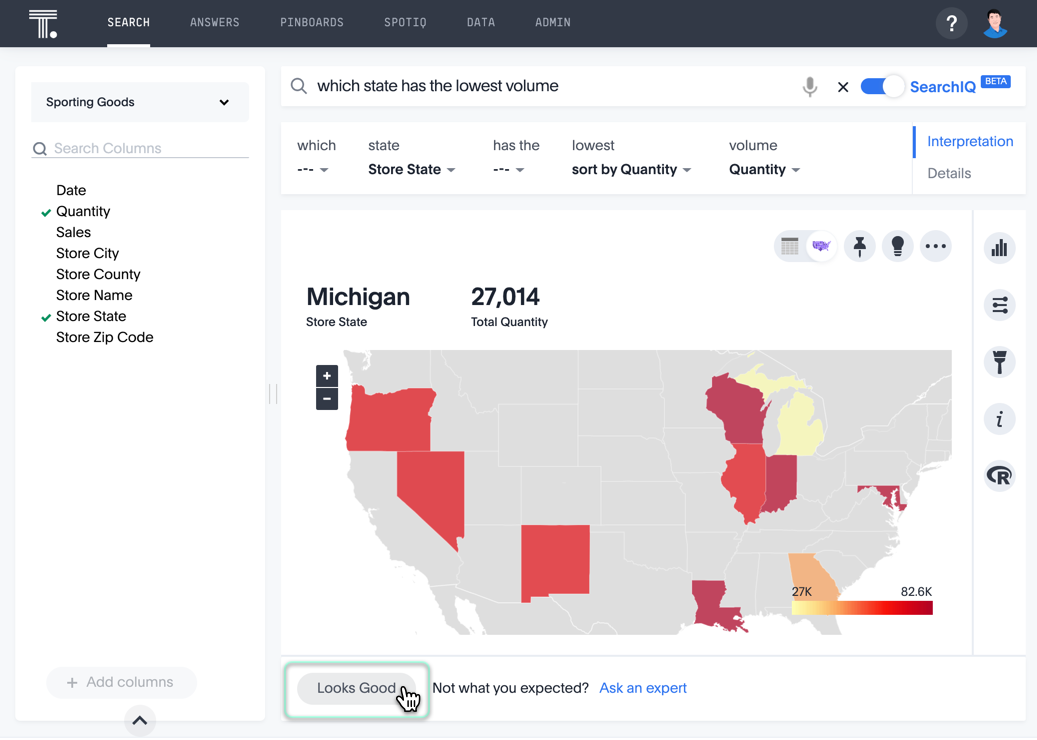 SEARCH ANSWERS PINBOARDS SPOTIQ DATA ADMIN ?
Sporting Goods
Search Columns
Date
Quantity
Sales
Store City
Store County
Store Name
Store State
Store Zip Code
+ Add columns
which state has the lowest volume
SearchIQ BETA
which state has the lowest volume
--- Store State --- sort by Quantity Quantity
Interpretation
Details
Michigan 27,014
Store State Total Quantity
+
−
27K 82.6K
i
R
Looks Good Not what you expected? Ask an expert